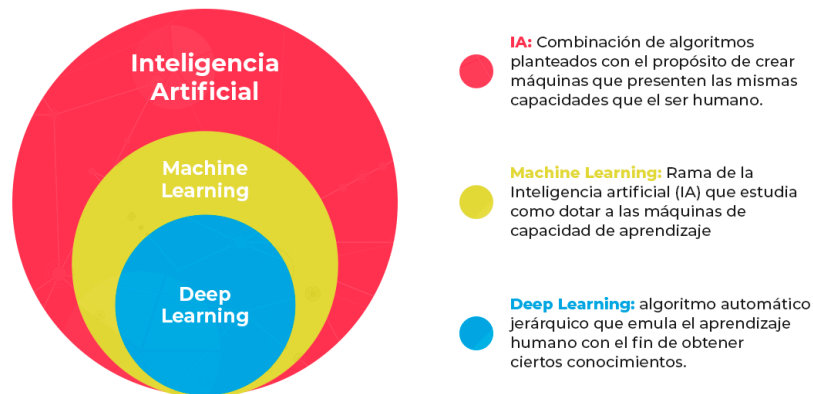 Inteligencia
Artificial
Machine
Learning
Deep
Learning
IA: Combinación de algoritmos
planteados con el propósito de crear
máquinas que presenten las mismas
capacidades que el ser humano.
Machine Learning: Rama de la
Inteligencia artificial (IA) que estudia
como dotar a las máquinas de
capacidad de aprendizaje
Deep Learning: algoritmo automático
jerárquico que emula el aprendizaje
humano con el fin de obtener
ciertos conocimientos.